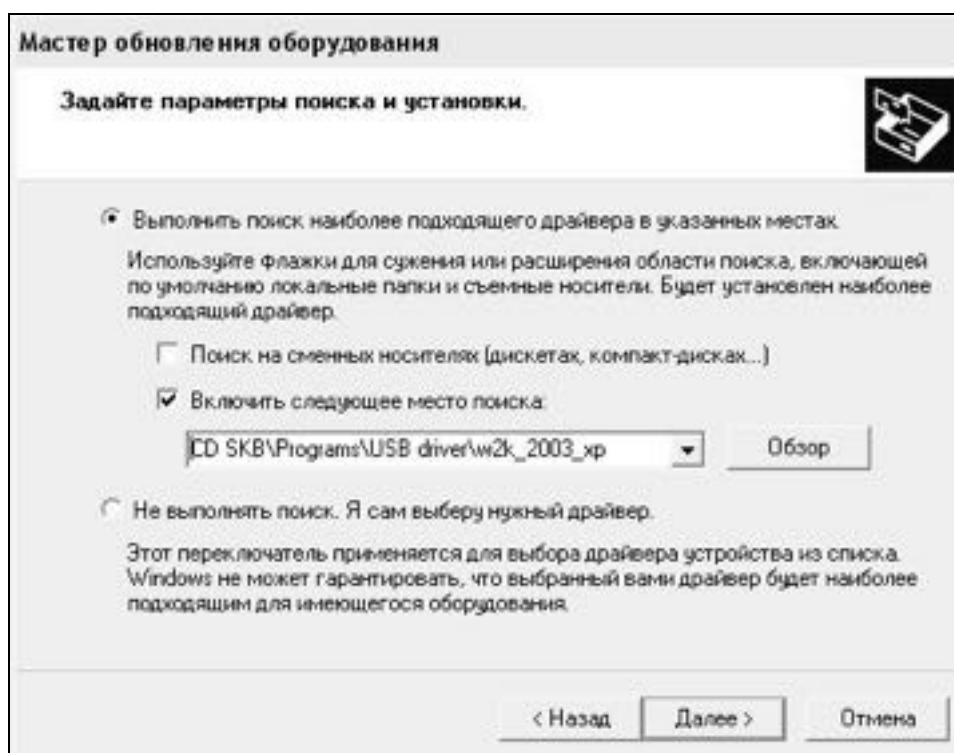 Мастер обновления оборудования
Задайте параметры поиска и установки.
Выполнить поиск наиболее подходящего драйвера в указанных местах.
Используйте флажки для сужения или расширения области поиска, включающей
по умолчанию локальные папки и съемные носители. Будет установлен наиболее
подходящий драйвер.
Поиск на сменных носителях (дискетах, компакт-дисках...)
Включить следующее место поиска:
CD SKB\Programs\USB driver\w2k_2003_xp
Обзор
Не выполнять поиск. Я сам выберу нужный драйвер.
Этот переключатель применяется для выбора драйвера устройства из списка.
Windows не может гарантировать, что выбранный вами драйвер будет наиболее
подходящим для имеющегося оборудования.
< Назад
Далее >
Отмена